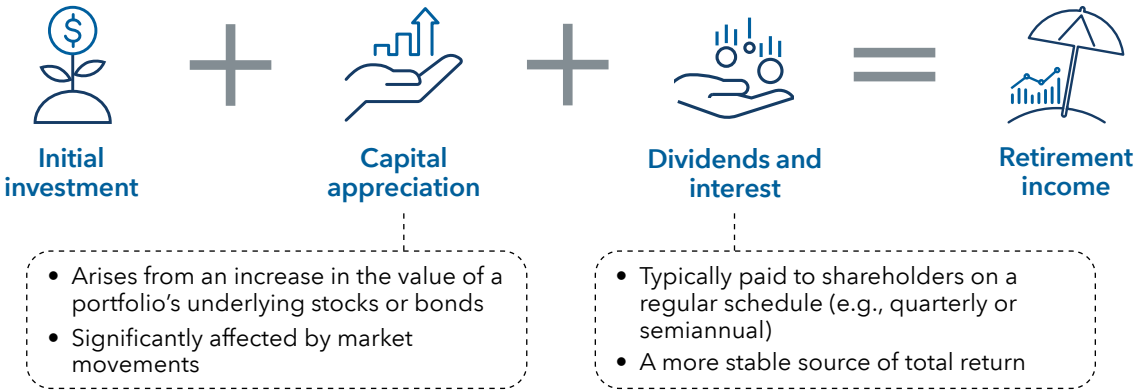 $
+
+
=
Initial
investment
Capital
appreciation
Dividends and
interest
Retirement
income
• Arises from an increase in the value of a
portfolio’s underlying stocks or bonds
• Significantly affected by market
movements
• Typically paid to shareholders on a
regular schedule (e.g., quarterly or
semiannual)
• A more stable source of total return